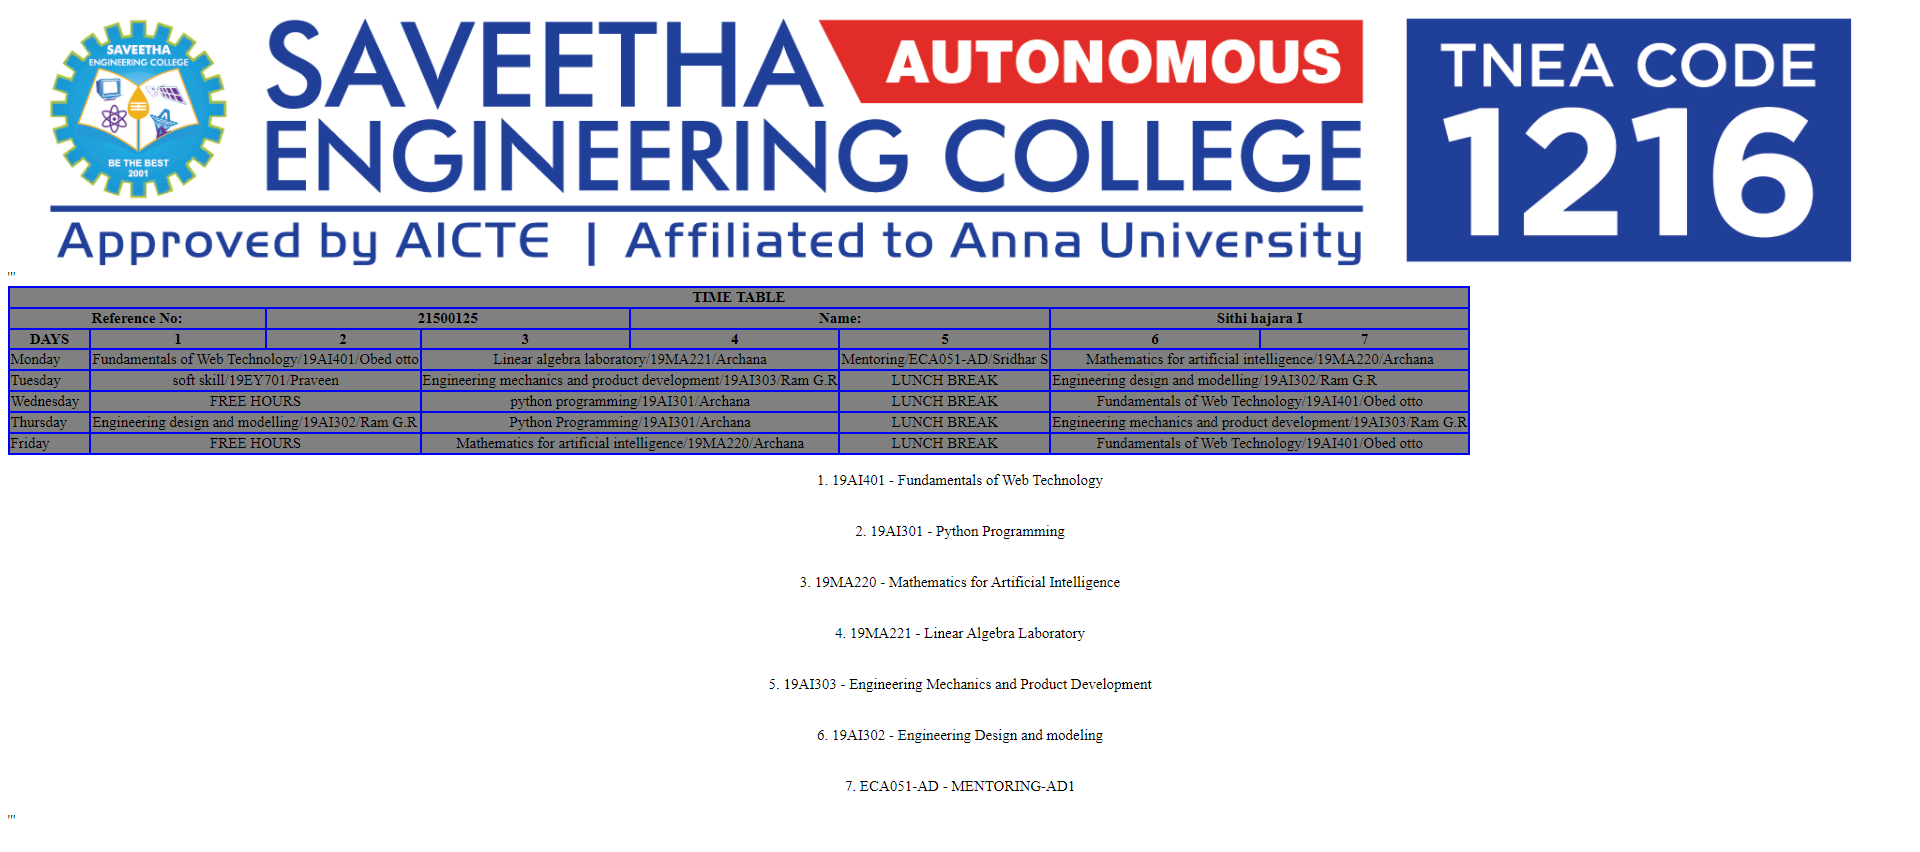 SAVEETHA
ENGINEERING COLLEGE
BE THE BEST
2001
SAVEETHA AUTONOMOUS
ENGINEERING COLLEGE
Approved by AICTE | Affiliated to Anna University
TNEA CODE
1216
'''
TIME TABLE
Reference No: 21500125 Name: Sithi hajara I
DAYS 1 2 3 4 5 6 7
Monday Fundamentals of Web Technology/19AI401/Obed otto Linear algebra laboratory/19MA221/Archana Mentoring/ECA051-AD/Sridhar S Mathematics for artificial intelligence/19MA220/Archana
Tuesday soft skill/19EY701/Praveen Engineering mechanics and product development/19AI303/Ram G.R LUNCH BREAK Engineering design and modelling/19AI302/Ram G.R
Wednesday FREE HOURS python programming/19AI301/Archana LUNCH BREAK Fundamentals of Web Technology/19AI401/Obed otto
Thursday Engineering design and modelling/19AI302/Ram G.R Python Programming/19AI301/Archana LUNCH BREAK Engineering mechanics and product development/19AI303/Ram G.R
Friday FREE HOURS Mathematics for artificial intelligence/19MA220/Archana LUNCH BREAK Fundamentals of Web Technology/19AI401/Obed otto
1. 19AI401 - Fundamentals of Web Technology
2. 19AI301 - Python Programming
3. 19MA220 - Mathematics for Artificial Intelligence
4. 19MA221 - Linear Algebra Laboratory
5. 19AI303 - Engineering Mechanics and Product Development
6. 19AI302 - Engineering Design and modeling
7. ECA051-AD - MENTORING-AD1
'''